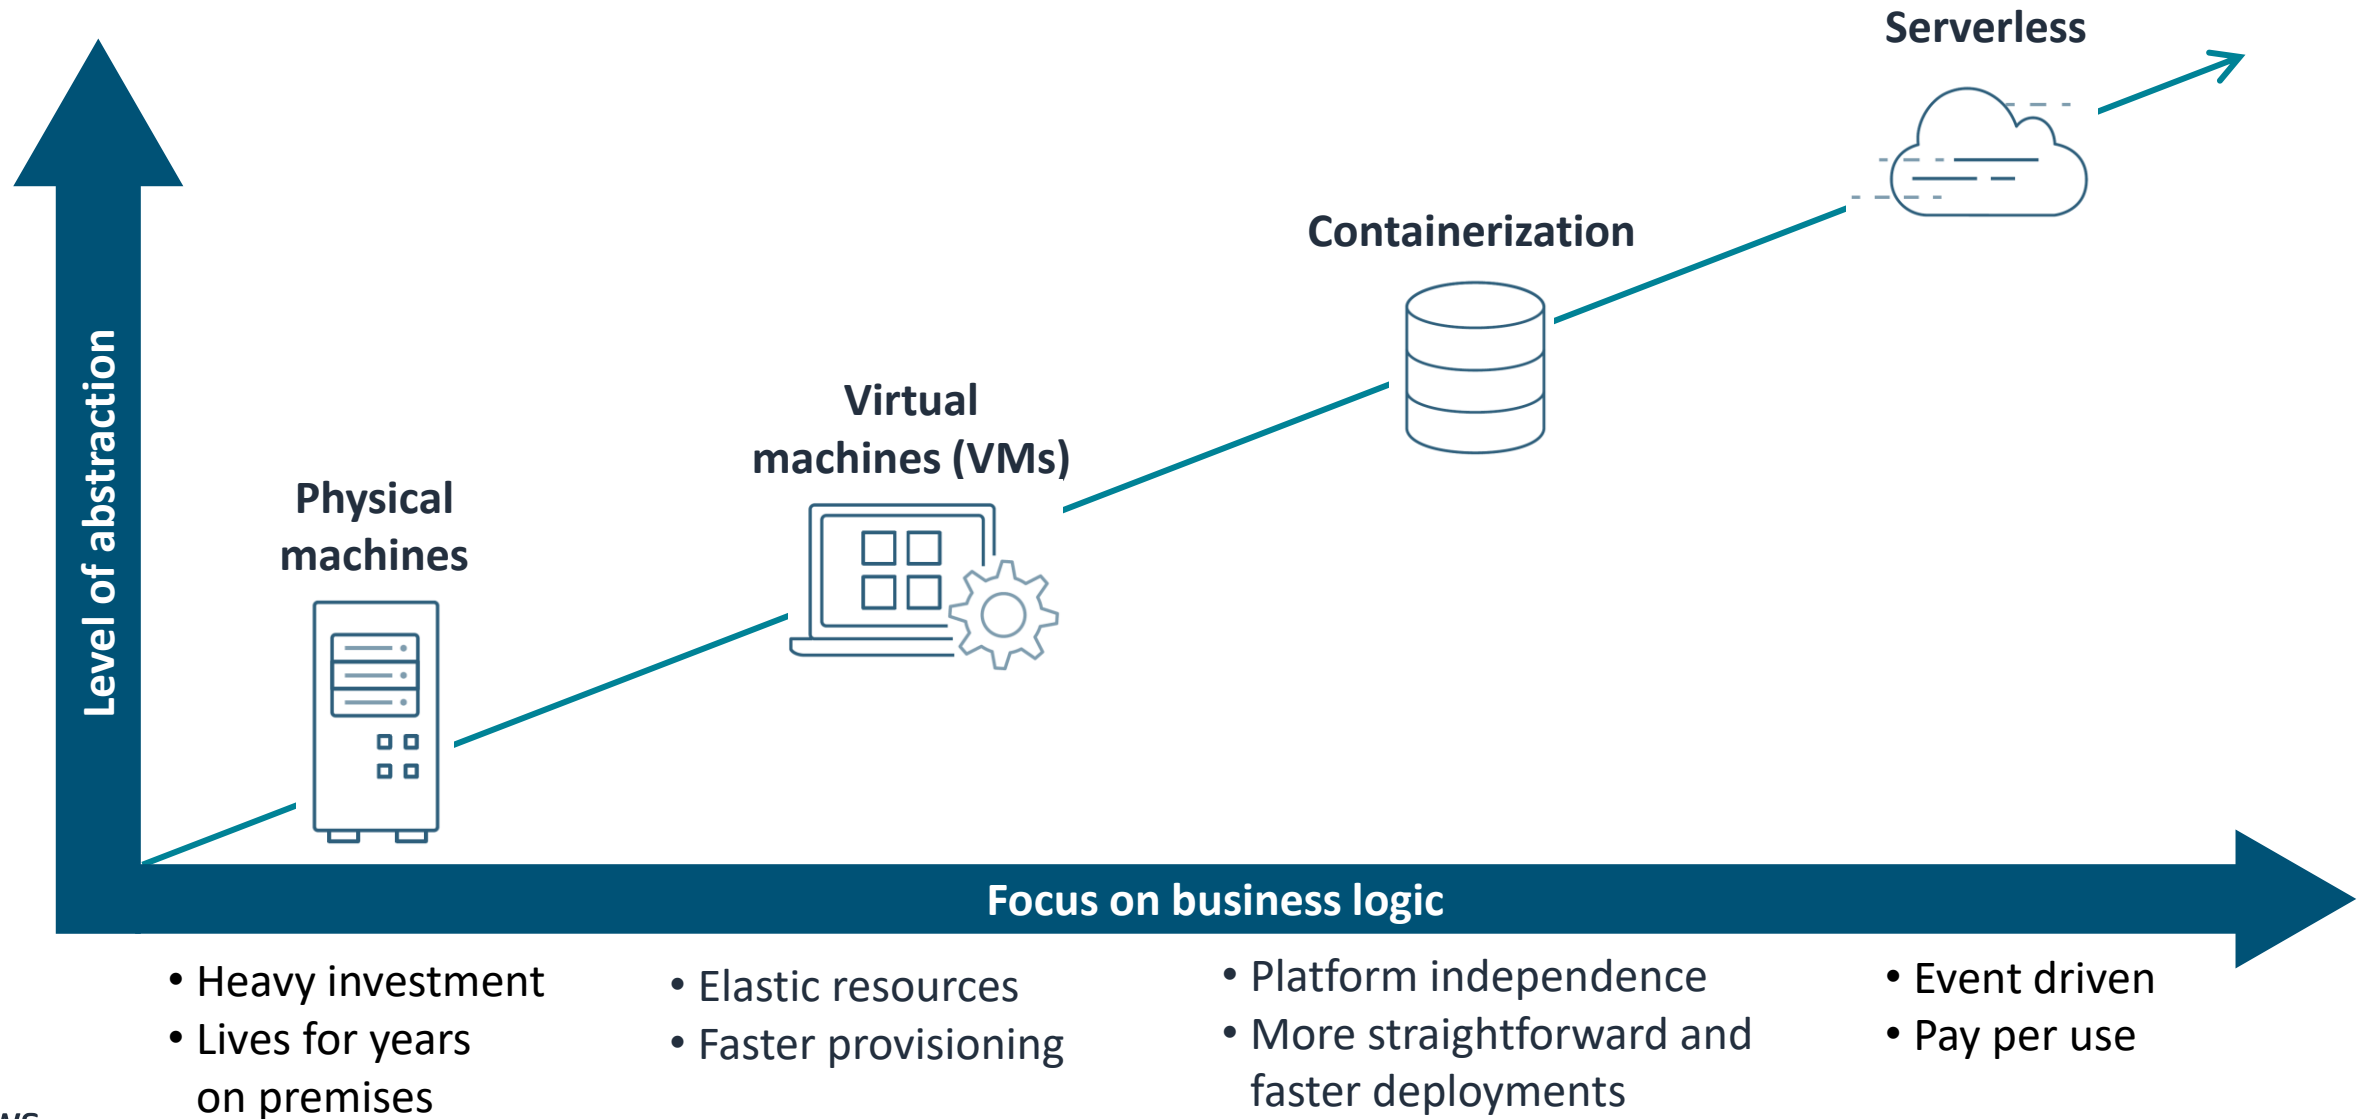 Serverless
Containerization
Virtual
machines (VMs)
Physical
machines
Level of abstraction
Focus on business logic
• Heavy investment
• Lives for years
on premises
• Elastic resources
• Faster provisioning
• Platform independence
• More straightforward and
faster deployments
• Event driven
• Pay per use